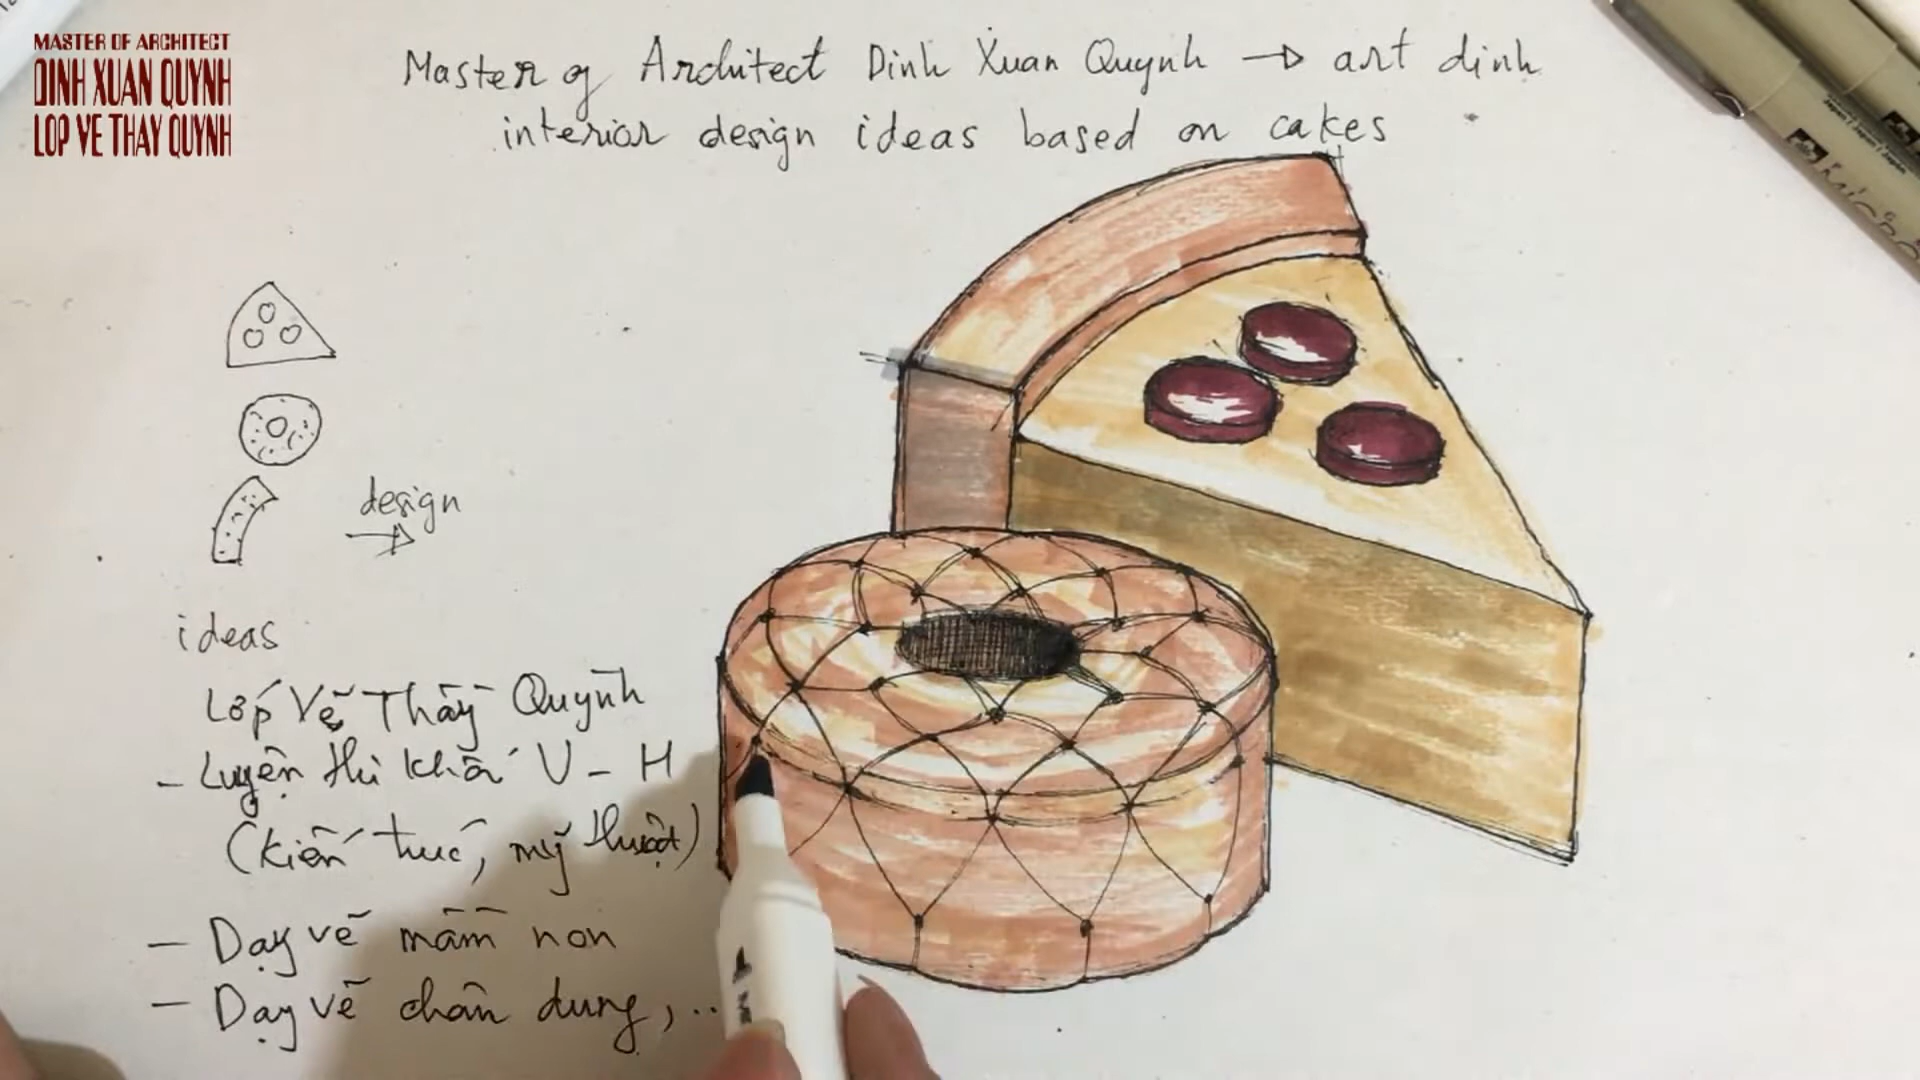 MASTER OF ARCHITECT
DINH XUAN QUYNH
LOP VE THAY QUYNH
Master of Architect Dinh Xuan Quynh → art dinh
interior design ideas based on cakes
design
→
ideas
Lớp Vẽ Thầy Quỳnh
- Luyện thi khối V - H
(kiến trúc, mỹ thuật)
- Dạy vẽ mầm non
- Dạy vẽ chân dung, ..